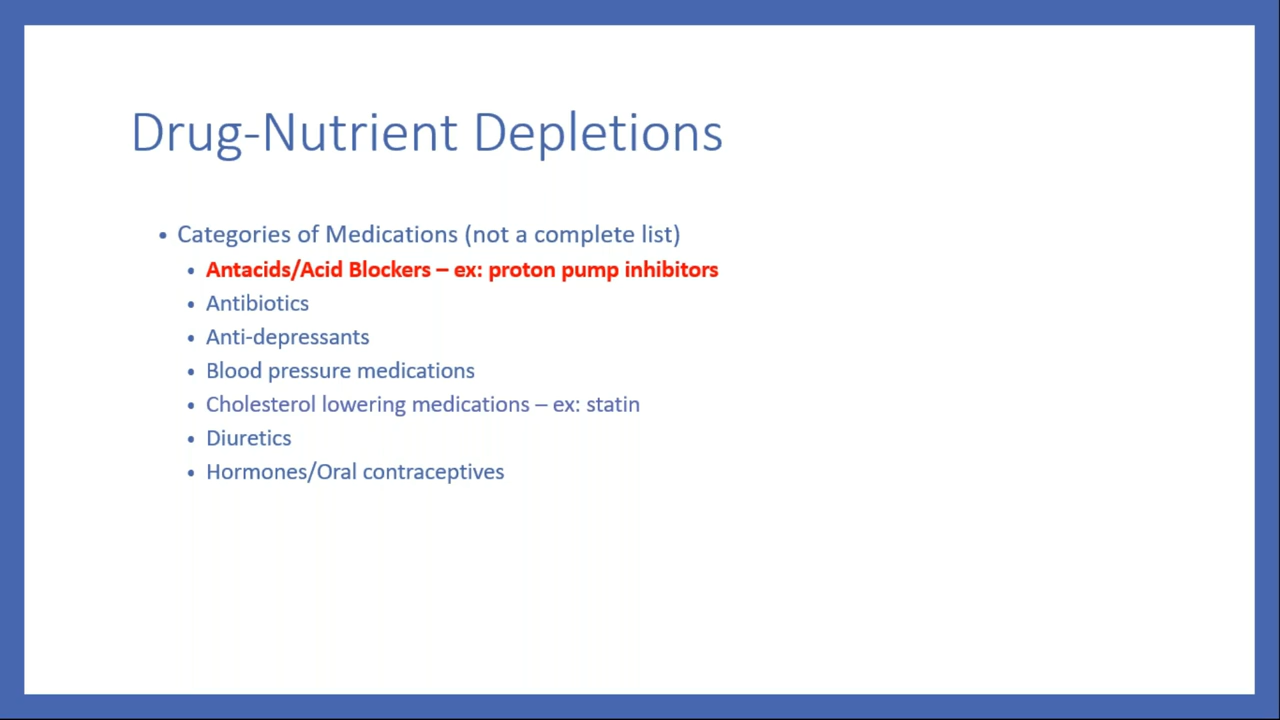 Drug-Nutrient Depletions
• Categories of Medications (not a complete list)
• Antacids/Acid Blockers – ex: proton pump inhibitors
• Antibiotics
• Anti-depressants
• Blood pressure medications
• Cholesterol lowering medications – ex: statin
• Diuretics
• Hormones/Oral contraceptives